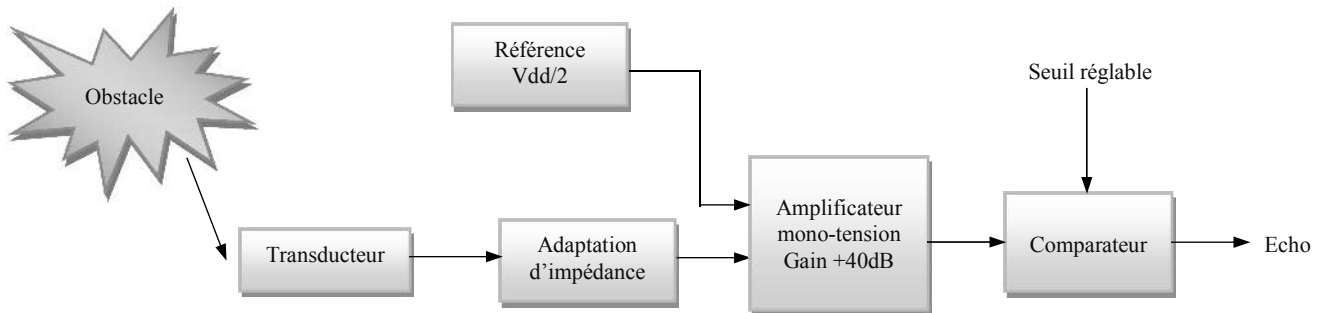 Obstacle
Référence
Vdd/2
Seuil réglable
Transducteur
Adaptation
d’impédance
Amplificateur
mono-tension
Gain +40dB
Comparateur
Echo